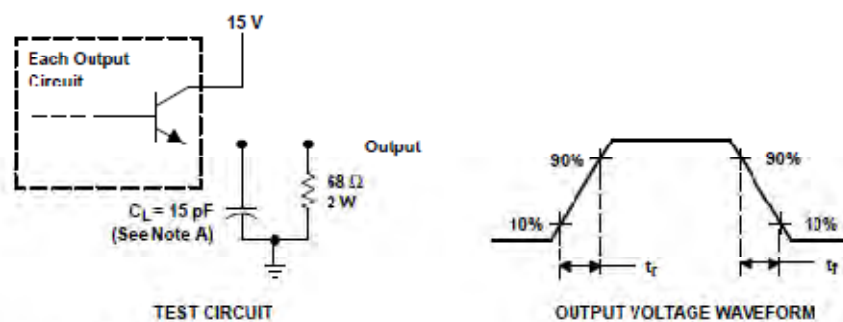 15 V
Each Output
Circuit
Output
68 Ω
2 W
CL = 15 pF
(See Note A)
TEST CIRCUIT
90%
90%
10%
10%
tr
tf
OUTPUT VOLTAGE WAVEFORM